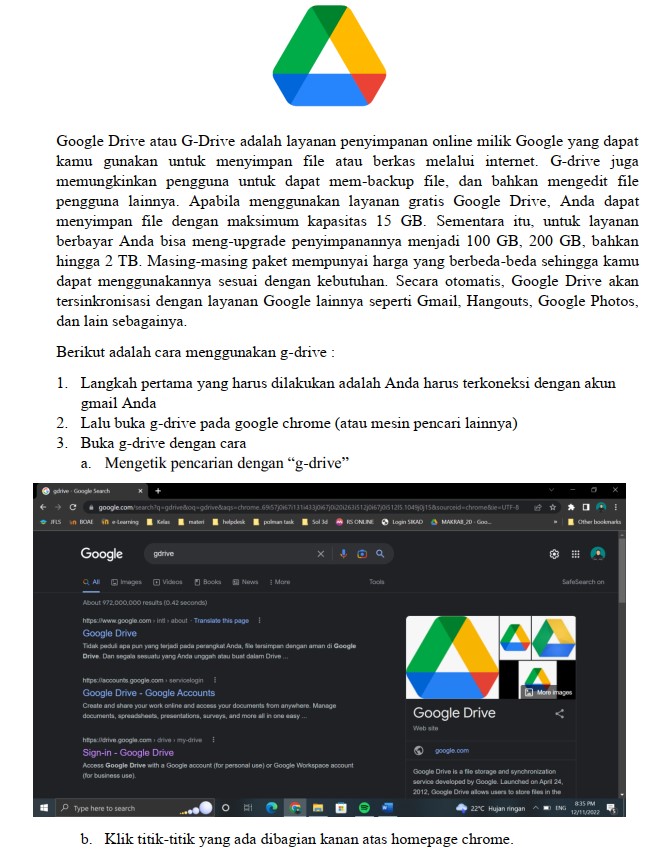 Google Drive atau G-Drive adalah layanan penyimpanan online milik Google yang dapat
kamu gunakan untuk menyimpan file atau berkas melalui internet. G-drive juga
memungkinkan pengguna untuk dapat mem-backup file, dan bahkan mengedit file
pengguna lainnya. Apabila menggunakan layanan gratis Google Drive, Anda dapat
menyimpan file dengan maksimum kapasitas 15 GB. Sementara itu, untuk layanan
berbayar Anda bisa meng-upgrade penyimpanannya menjadi 100 GB, 200 GB, bahkan
hingga 2 TB. Masing-masing paket mempunyai harga yang berbeda-beda sehingga kamu
dapat menggunakannya sesuai dengan kebutuhan. Secara otomatis, Google Drive akan
tersinkronisasi dengan layanan Google lainnya seperti Gmail, Hangouts, Google Photos,
dan lain sebagainya.
Berikut adalah cara menggunakan g-drive :
1. Langkah pertama yang harus dilakukan adalah Anda harus terkoneksi dengan akun
gmail Anda
2. Lalu buka g-drive pada google chrome (atau mesin pencari lainnya)
3. Buka g-drive dengan cara
a. Mengetik pencarian dengan “g-drive”
gdrive - Google Search
IFLS BOAE e-Learning Kelas materi helpdesk polman task Sol 3d RS ONLINE Login SIKAD MAKRAB_20 - Goo... Other bookmarks
Google gdrive
All Images Videos Books News More Tools SafeSearch on
About 972,000,000 results (0.42 seconds)
https://www.google.com › intl › about · Translate this page
Google Drive
Tidak peduli apa pun yang terjadi pada perangkat Anda, file tersimpan dengan aman di Google
Drive. Dan segala sesuatu yang Anda unggah atau buat dalam Drive ...
https://accounts.google.com › servicelogin
Google Drive - Google Accounts
Create and share your work online and access your documents from anywhere. Manage
documents, spreadsheets, presentations, surveys, and more all in one easy ...
https://drive.google.com › drive › my-drive
Sign-in - Google Drive
Access Google Drive with a Google account (for personal use) or Google Workspace account
(for business use).
More images
Google Drive
Web site
google.com
Google Drive is a file storage and synchronization
service developed by Google. Launched on April 24,
2012, Google Drive allows users to store files in the
Type here to search 22°C Hujan ringan ENG 8:35 PM
12/11/2022
b. Klik titik-titik yang ada dibagian kanan atas homepage chrome.